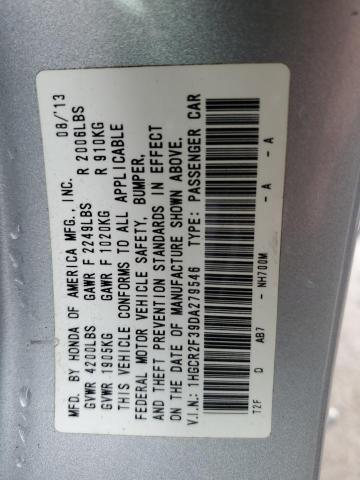 MFD. BY HONDA OF AMERICA MFG., INC. 08/'13
GVWR 4200LBS GAWR F 2249LBS R 2006LBS
GVWR 1905KG GAWR F 1020KG R 910KG
THIS VEHICLE CONFORMS TO ALL APPLICABLE
FEDERAL MOTOR VEHICLE SAFETY, BUMPER,
AND THEFT PREVENTION STANDARDS IN EFFECT
ON THE DATE OF MANUFACTURE SHOWN ABOVE.
V.I.N.: 1HGCR2F39DA279546 TYPE: PASSENGER CAR
T2F D AB7 - NH700M - A - A